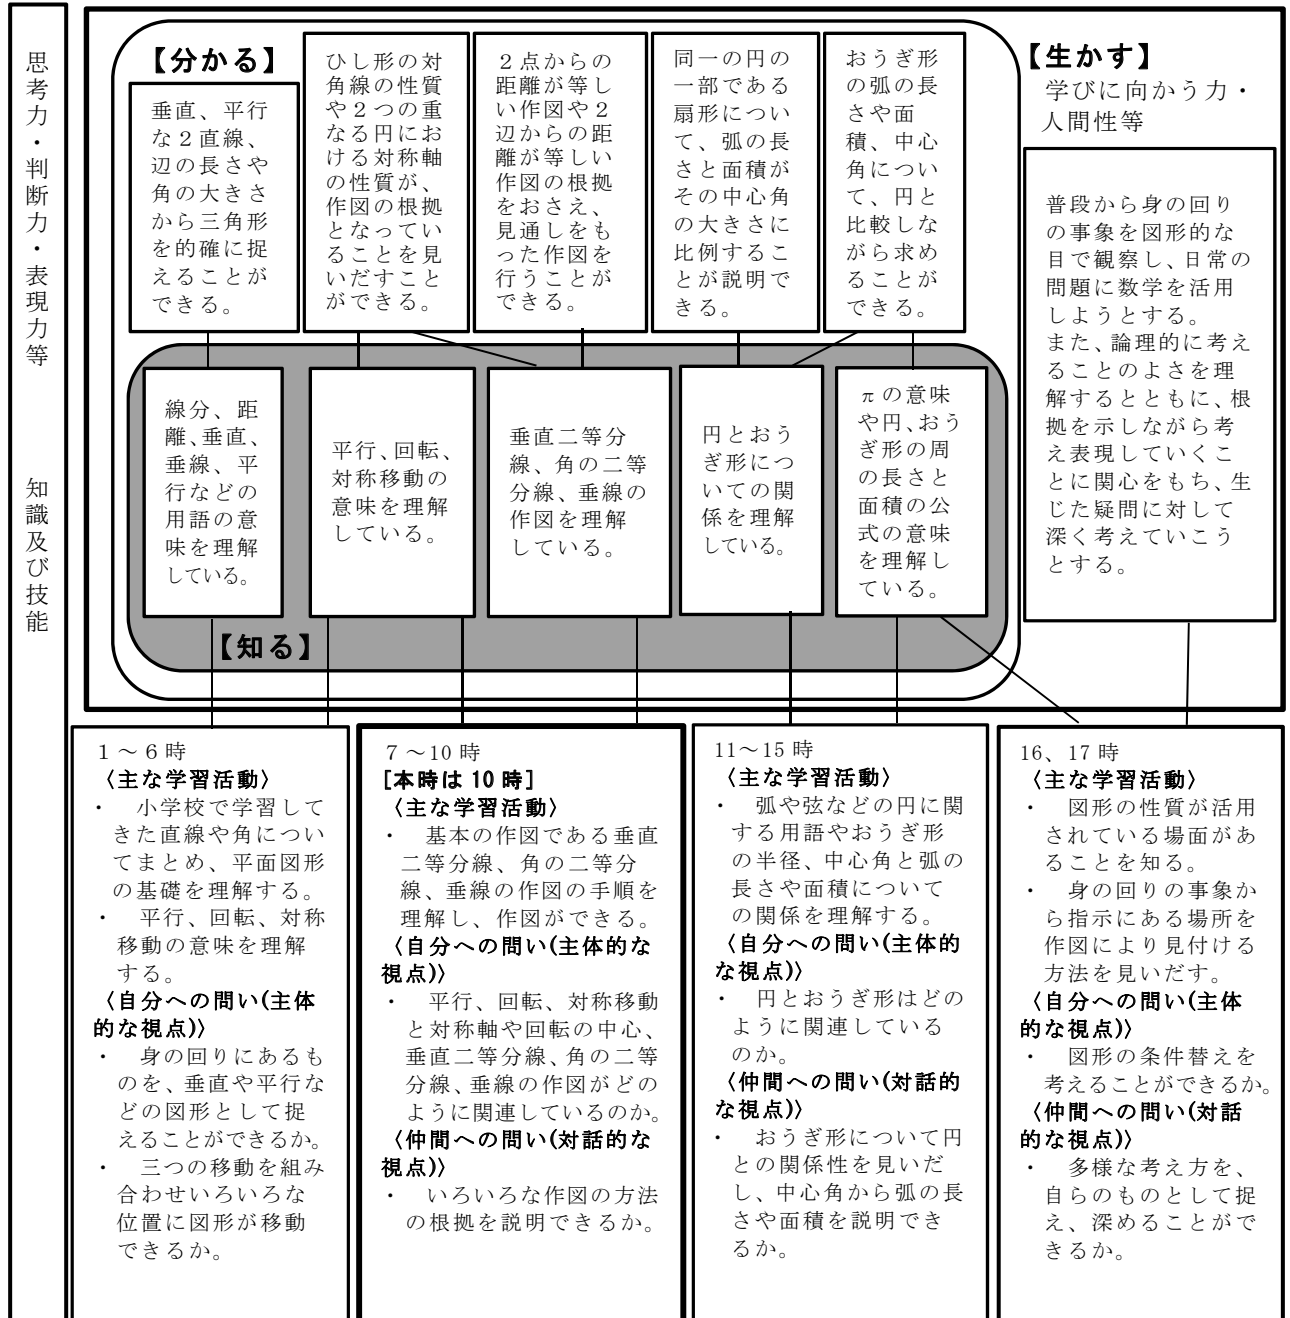 思考力・判断力・表現力等
知識及び技能
【分かる】
垂直、平行
な２直線、
辺の長さや
角の大きさ
から三角形
を的確に捉
えることが
できる。
ひし形の対
角線の性質
や２つの重
なる円にお
ける対称軸
の性質が、
作図の根拠
となってい
ることを見
いだすこと
ができる。
２点からの
距離が等し
い作図や２
辺からの距
離が等しい
作図の根拠
をおさえ、
見通しをも
った作図を
行うことが
できる。
同一の円の
一部である
扇形につい
て、弧の長
さと面積が
その中心角
の大きさに
比例するこ
とが説明で
きる。
おうぎ形
の弧の長
さや面
積、中心
角につい
て、円と
比較しな
がら求め
ることが
できる。
【生かす】
学びに向かう力・
人間性等
普段から身の回り
の事象を図形的な
目で観察し、日常の
問題に数学を活用
しようとする。
また、論理的に考え
ることのよさを理
解するとともに、根
拠を示しながら考
え表現していくこ
とに関心をもち、生
じた疑問に対して
深く考えていこう
とする。
線分、距
離、垂直、
垂線、平
行などの
用語の意
味を理解
している。
平行、回転、
対称移動の
意味を理解
している。
垂直二等分
線、角の二等
分線、垂線の
作図を理解
している。
円とおう
ぎ形につ
いての関
係を理解
している。
πの意味
や円、おう
ぎ形の周
の長さと
面積の公
式の意味
を理解し
ている。
【知る】
１～６時
〈主な学習活動〉
・　小学校で学習して
きた直線や角につい
てまとめ、平面図形
の基礎を理解する。
・　平行、回転、対称
移動の意味を理解
する。
〈自分への問い(主体
的な視点)〉
・　身の回りにあるも
のを、垂直や平行な
どの図形として捉
えることができるか。
・　三つの移動を組み
合わせいろいろな
位置に図形が移動
できるか。
７～10 時
[本時は 10 時]
〈主な学習活動〉
・　基本の作図である垂直
二等分線、角の二等分
線、垂線の作図の手順を
理解し、作図ができる。
〈自分への問い(主体的な
視点)〉
・　平行、回転、対称移動
と対称軸や回転の中心、
垂直二等分線、角の二等
分線、垂線の作図がどの
ように関連しているのか。
〈仲間への問い(対話的な
視点)〉
・　いろいろな作図の方法
の根拠を説明できるか。
11～15 時
〈主な学習活動〉
・　弧や弦などの円に関
する用語やおうぎ形
の半径、中心角と弧の
長さや面積について
の関係を理解する。
〈自分への問い(主体的
な視点)〉
・　円とおうぎ形はどの
ように関連している
のか。
〈仲間への問い(対話的
な視点)〉
・　おうぎ形について円
との関係性を見いだ
し、中心角から弧の長
さや面積を説明でき
るか。
16、17 時
〈主な学習活動〉
・　図形の性質が活用
されている場面があ
ることを知る。
・　身の回りの事象か
ら指示にある場所を
作図により見付ける
方法を見いだす。
〈自分への問い(主体
的な視点)〉
・　図形の条件替えを
考えることができるか。
〈仲間への問い(対話
的な視点)〉
・　多様な考え方を、
自らのものとして捉
え、深めることがで
きるか。